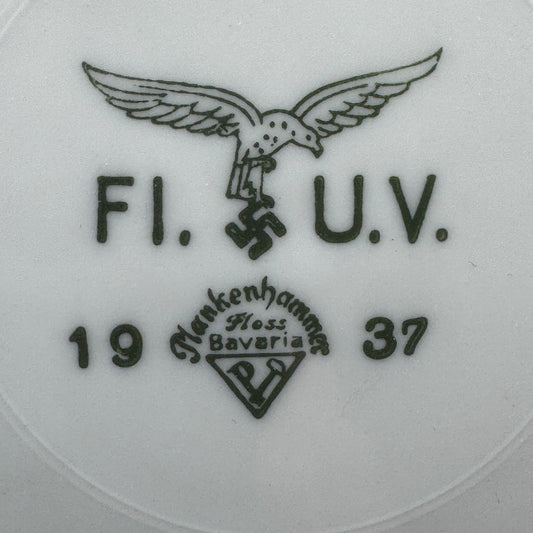 Fl. U.V.
19 37
Plankenhammer
Floss
Bavaria
P